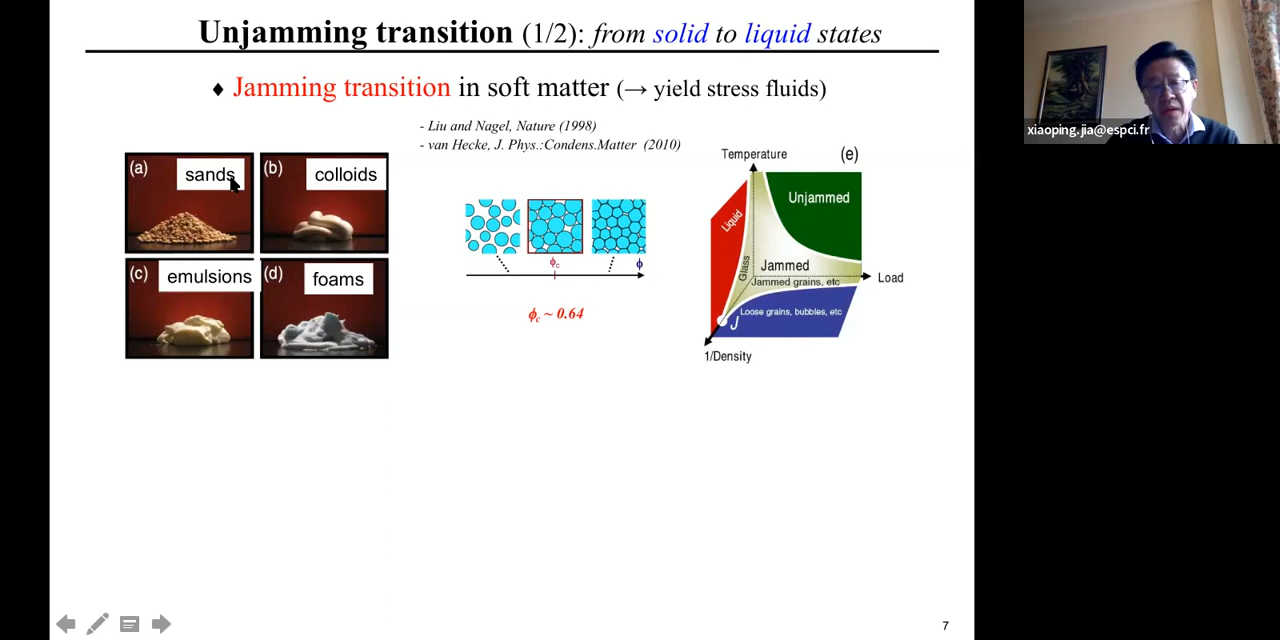 Unjamming transition (1/2): from solid to liquid states
♦ Jamming transition in soft matter (→ yield stress fluids)
- Liu and Nagel, Nature (1998)
- van Hecke, J. Phys.:Condens.Matter (2010)
(a) sands
(b) colloids
(c) emulsions
(d) foams
ϕc ϕ
ϕc ~ 0.64
Temperature (e)
Unjammed
Liquid
Glass
Jammed
Load
Jammed grains, etc
Loose grains, bubbles, etc
J
1/Density
xiaoping.jia@espci.fr
7